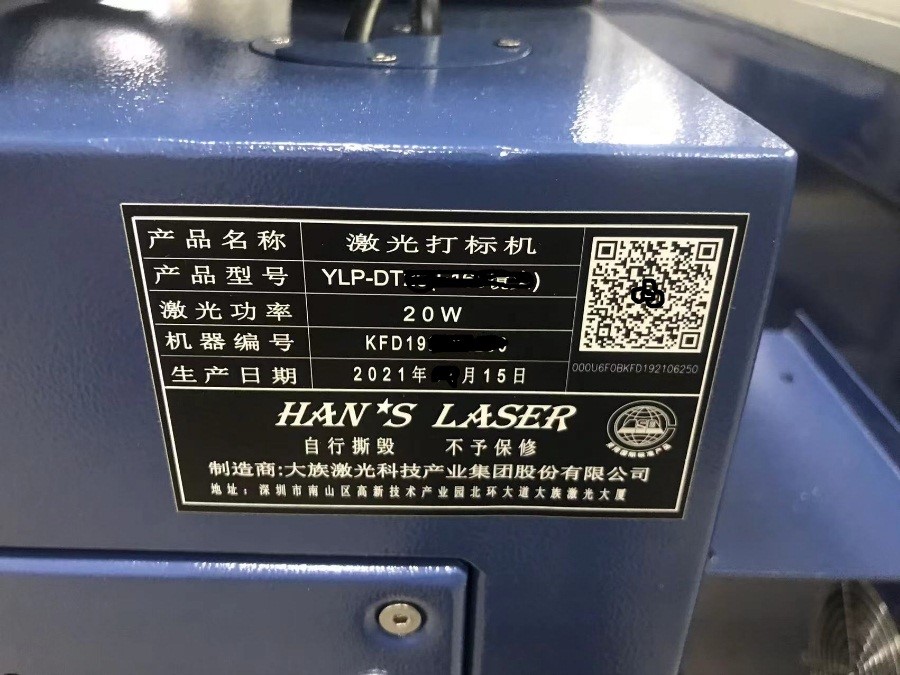 产品名称 激光打标机
产品型号 YLP-DT
激光功率 20W
机器编号 KFD19
生产日期 2021年 月15日
000U6F0BKFD192106250
HAN★S LASER
自行撕毁 不予保修
制造商:大族激光科技产业集团股份有限公司
地址：深圳市南山区高新技术产业园北环大道大族激光大厦